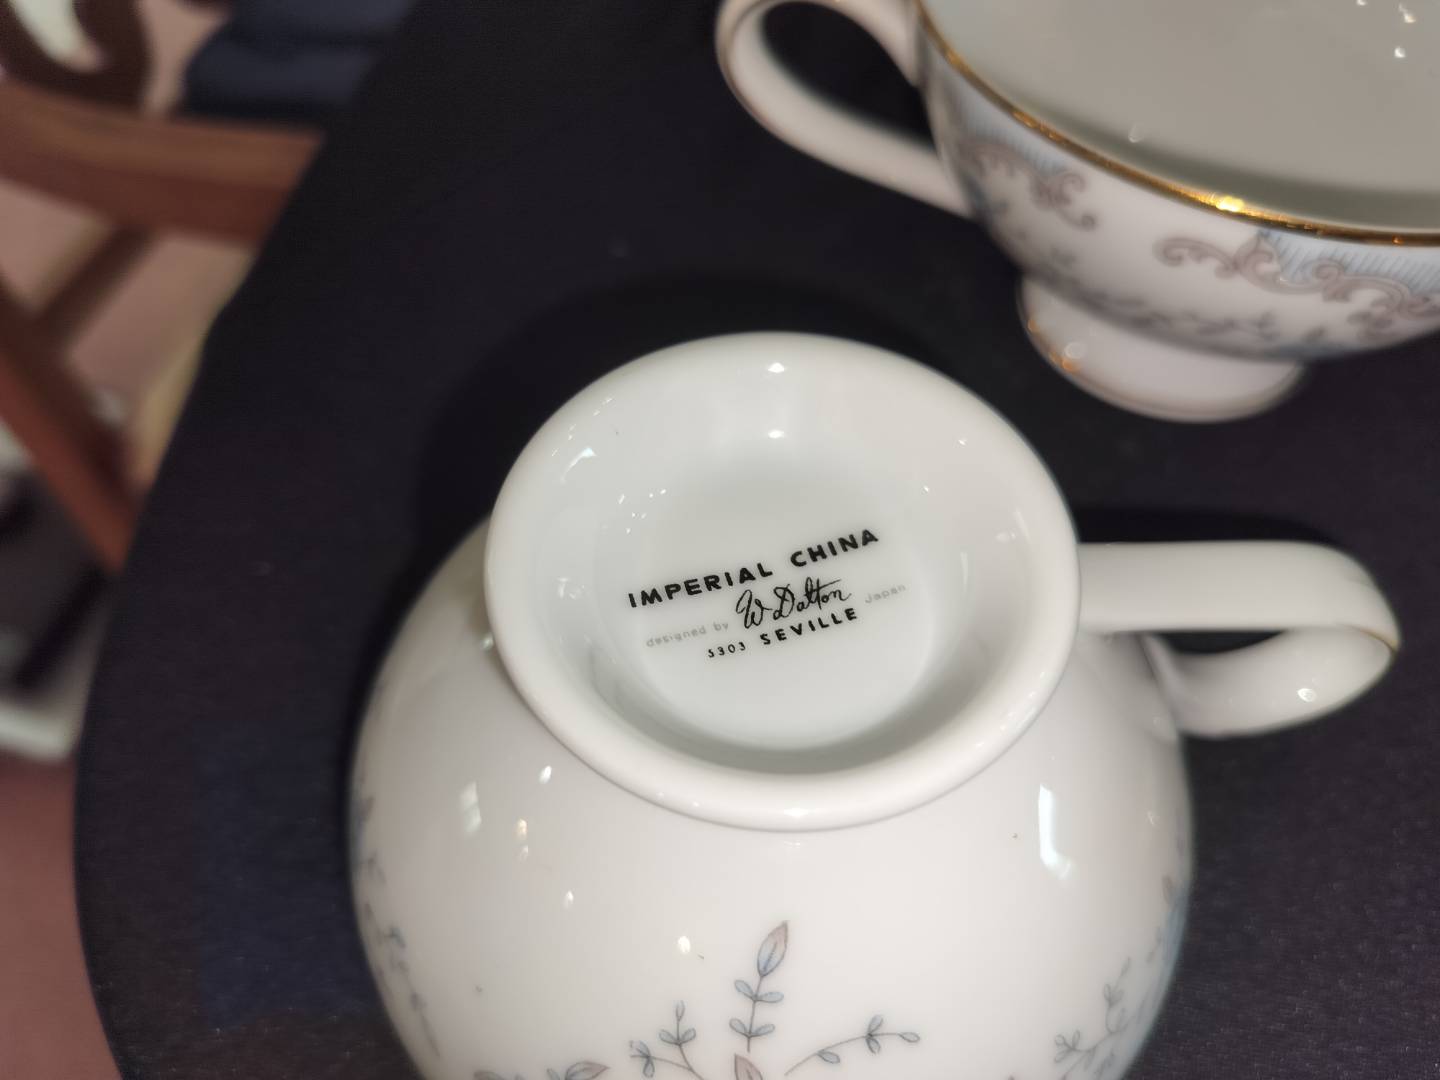 IMPERIAL CHINA
designed by W. Dalton Japan
5303 SEVILLE